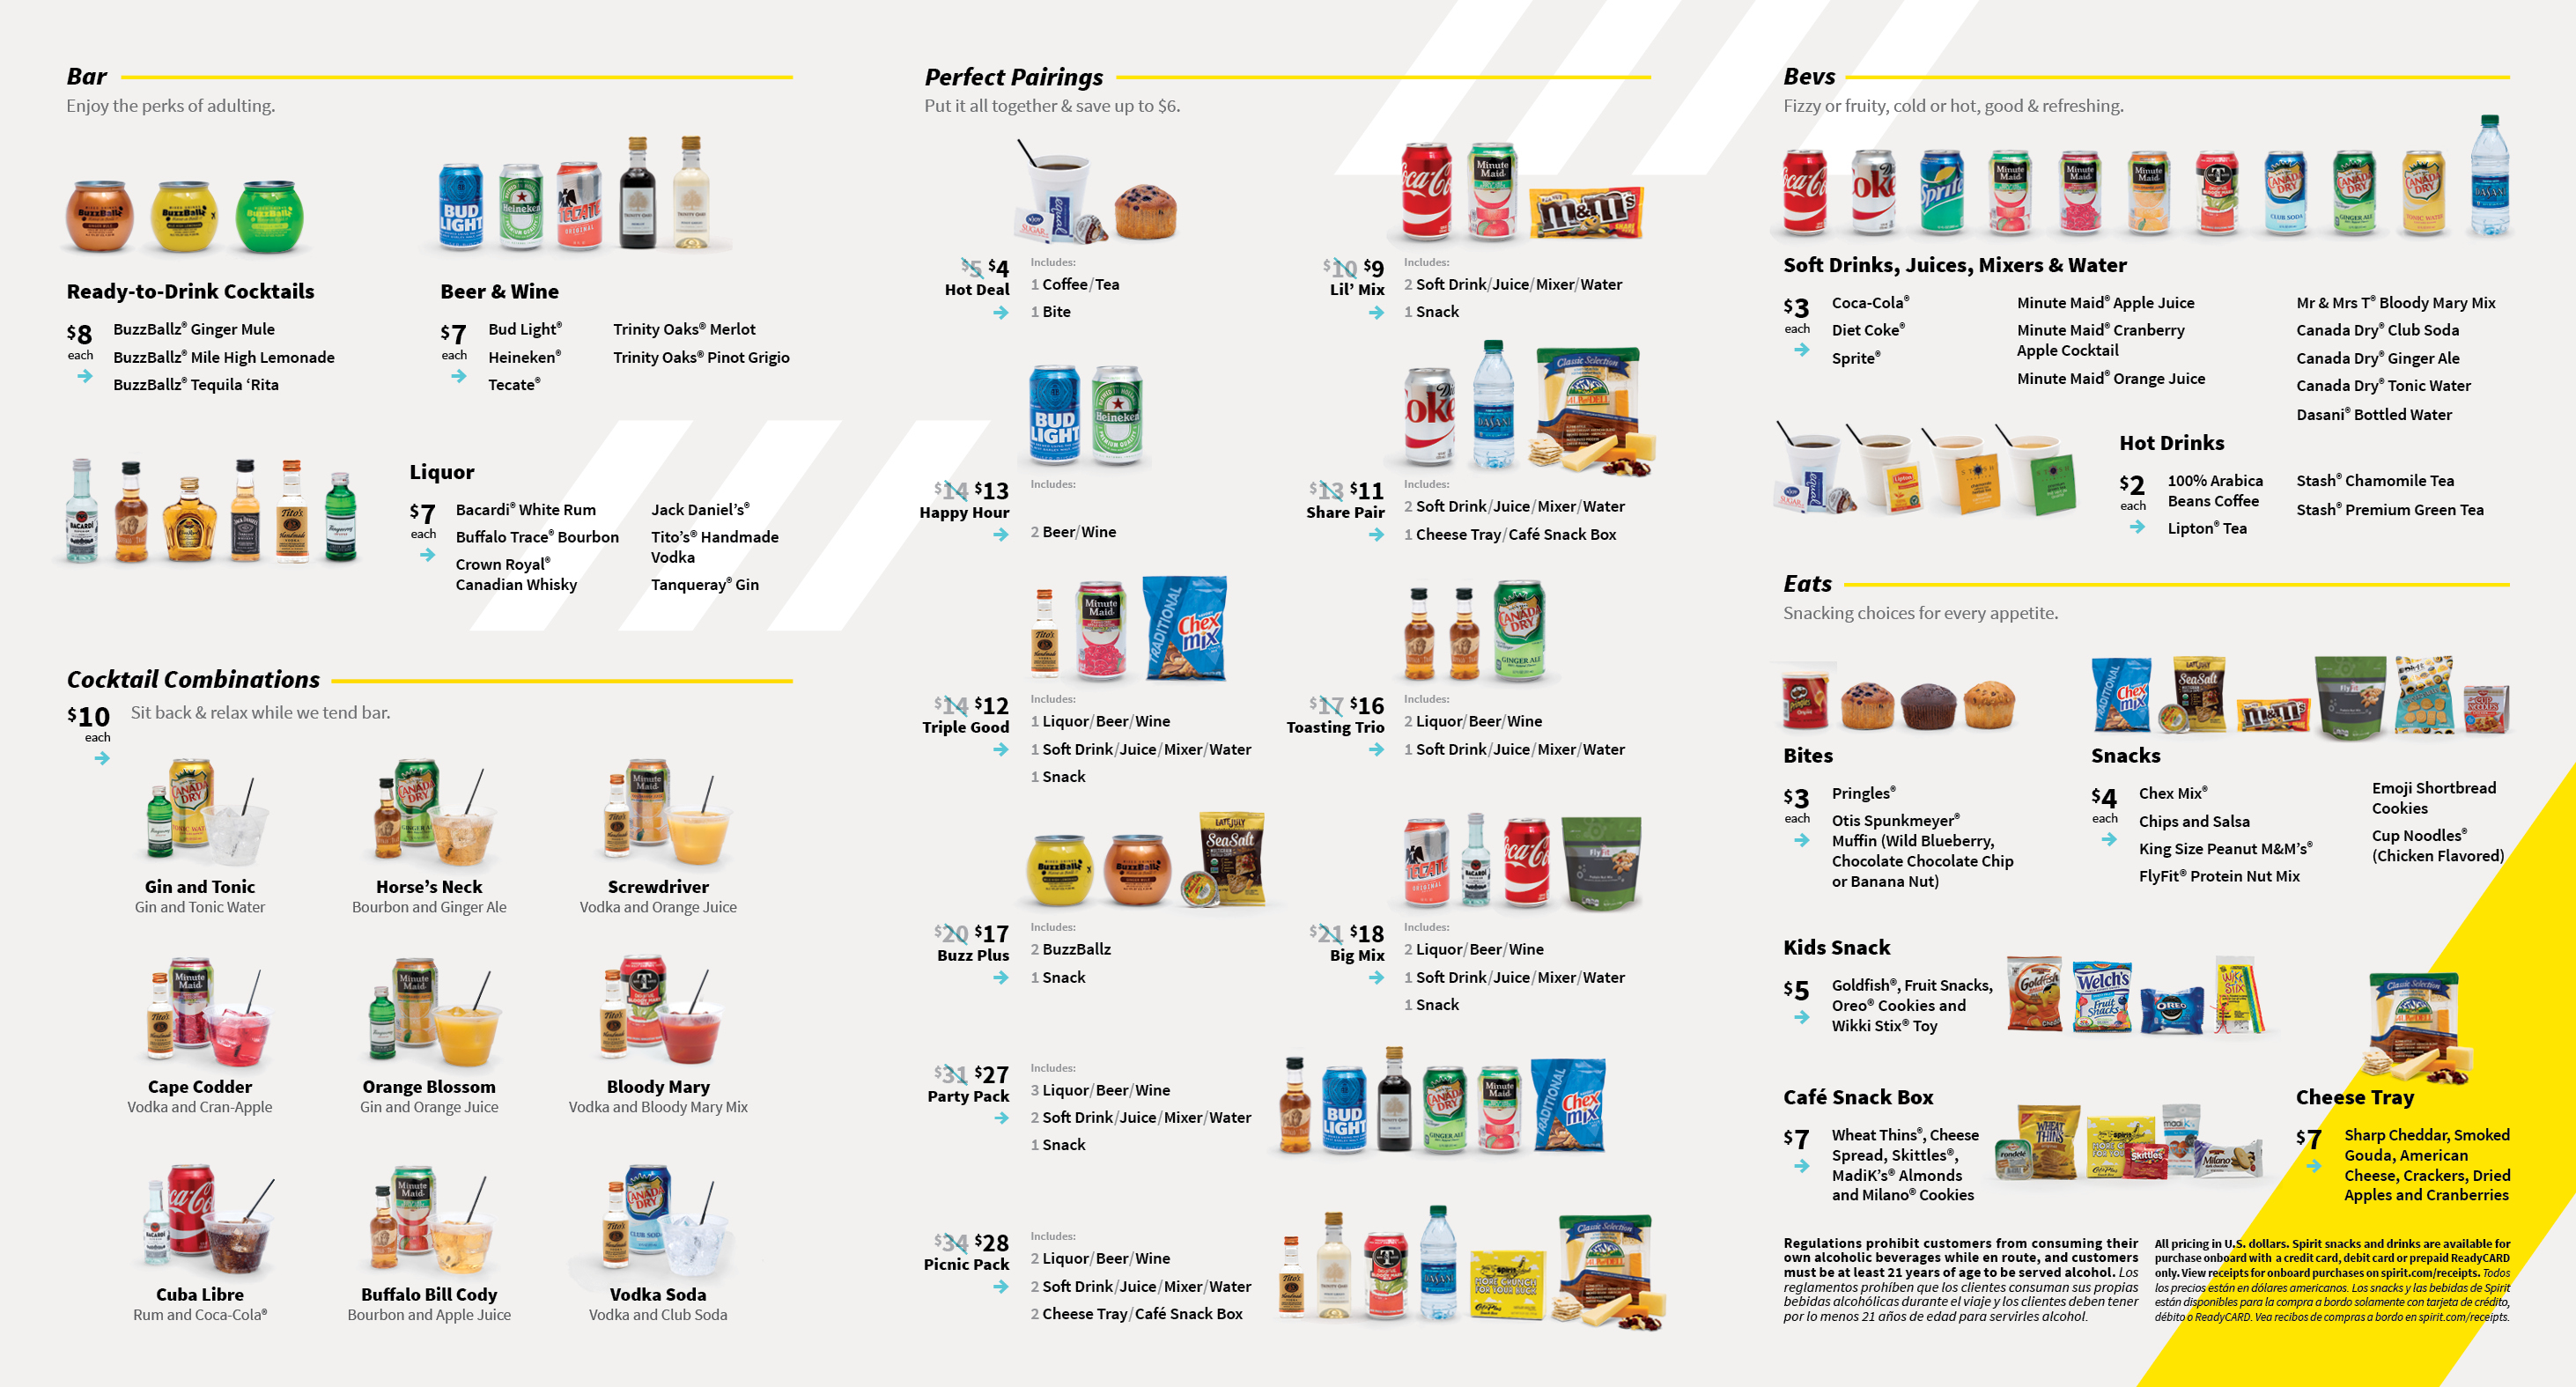 Bar
Enjoy the perks of adulting.
Ready-to-Drink Cocktails
$8
each
BuzzBallz® Ginger Mule
BuzzBallz® Mile High Lemonade
BuzzBallz® Tequila ‘Rita
Beer & Wine
$7
each
Bud Light®
Heineken®
Tecate®
Trinity Oaks® Merlot
Trinity Oaks® Pinot Grigio
Liquor
$7
each
Bacardi® White Rum
Buffalo Trace® Bourbon
Crown Royal®
Canadian Whisky
Jack Daniel’s®
Tito’s® Handmade
Vodka
Tanqueray® Gin
Cocktail Combinations
$10
each
Sit back & relax while we tend bar.
Gin and Tonic
Gin and Tonic Water
Horse’s Neck
Bourbon and Ginger Ale
Screwdriver
Vodka and Orange Juice
Cape Codder
Vodka and Cran-Apple
Orange Blossom
Gin and Orange Juice
Bloody Mary
Vodka and Bloody Mary Mix
Cuba Libre
Rum and Coca-Cola®
Buffalo Bill Cody
Bourbon and Apple Juice
Vodka Soda
Vodka and Club Soda
Perfect Pairings
Put it all together & save up to $6.
$5 $4
Hot Deal
Includes:
1 Coffee/Tea
1 Bite
$10 $9
Lil’ Mix
Includes:
2 Soft Drink/Juice/Mixer/Water
1 Snack
$14 $13
Happy Hour
Includes:
2 Beer/Wine
$13 $11
Share Pair
Includes:
2 Soft Drink/Juice/Mixer/Water
1 Cheese Tray/Café Snack Box
$14 $12
Triple Good
Includes:
1 Liquor/Beer/Wine
1 Soft Drink/Juice/Mixer/Water
1 Snack
$17 $16
Toasting Trio
Includes:
2 Liquor/Beer/Wine
1 Soft Drink/Juice/Mixer/Water
$20 $17
Buzz Plus
Includes:
2 BuzzBallz
1 Snack
$21 $18
Big Mix
Includes:
2 Liquor/Beer/Wine
1 Soft Drink/Juice/Mixer/Water
1 Snack
$31 $27
Party Pack
Includes:
3 Liquor/Beer/Wine
2 Soft Drink/Juice/Mixer/Water
1 Snack
$34 $28
Picnic Pack
Includes:
2 Liquor/Beer/Wine
2 Soft Drink/Juice/Mixer/Water
2 Cheese Tray/Café Snack Box
Bevs
Fizzy or fruity, cold or hot, good & refreshing.
Soft Drinks, Juices, Mixers & Water
$3
each
Coca-Cola®
Diet Coke®
Sprite®
Minute Maid® Apple Juice
Minute Maid® Cranberry
Apple Cocktail
Minute Maid® Orange Juice
Mr & Mrs T® Bloody Mary Mix
Canada Dry® Club Soda
Canada Dry® Ginger Ale
Canada Dry® Tonic Water
Dasani® Bottled Water
Hot Drinks
$2
each
100% Arabica
Beans Coffee
Lipton® Tea
Stash® Chamomile Tea
Stash® Premium Green Tea
Eats
Snacking choices for every appetite.
Bites
$3
each
Pringles®
Otis Spunkmeyer®
Muffin (Wild Blueberry,
Chocolate Chocolate Chip
or Banana Nut)
Snacks
$4
each
Chex Mix®
Chips and Salsa
King Size Peanut M&M’s®
FlyFit® Protein Nut Mix
Emoji Shortbread
Cookies
Cup Noodles®
(Chicken Flavored)
Kids Snack
$5
Goldfish®, Fruit Snacks,
Oreo® Cookies and
Wikki Stix® Toy
Café Snack Box
$7
Wheat Thins®, Cheese
Spread, Skittles®,
MadiK’s® Almonds
and Milano® Cookies
Cheese Tray
$7
Sharp Cheddar, Smoked
Gouda, American
Cheese, Crackers, Dried
Apples and Cranberries
Regulations prohibit customers from consuming their
own alcoholic beverages while en route, and customers
must be at least 21 years of age to be served alcohol. Los
reglamentos prohíben que los clientes consuman sus propias
bebidas alcohólicas durante el viaje y los clientes deben tener
por lo menos 21 años de edad para servirles alcohol.
All pricing in U.S. dollars. Spirit snacks and drinks are available for
purchase onboard with a credit card, debit card or prepaid ReadyCARD
only. View receipts for onboard purchases on spirit.com/receipts. Todos
los precios están en dólares americanos. Los snacks y las bebidas de Spirit
están disponibles para la compra a bordo solamente con tarjeta de crédito,
débito o ReadyCARD. Vea recibos de compras a bordo en spirit.com/receipts.